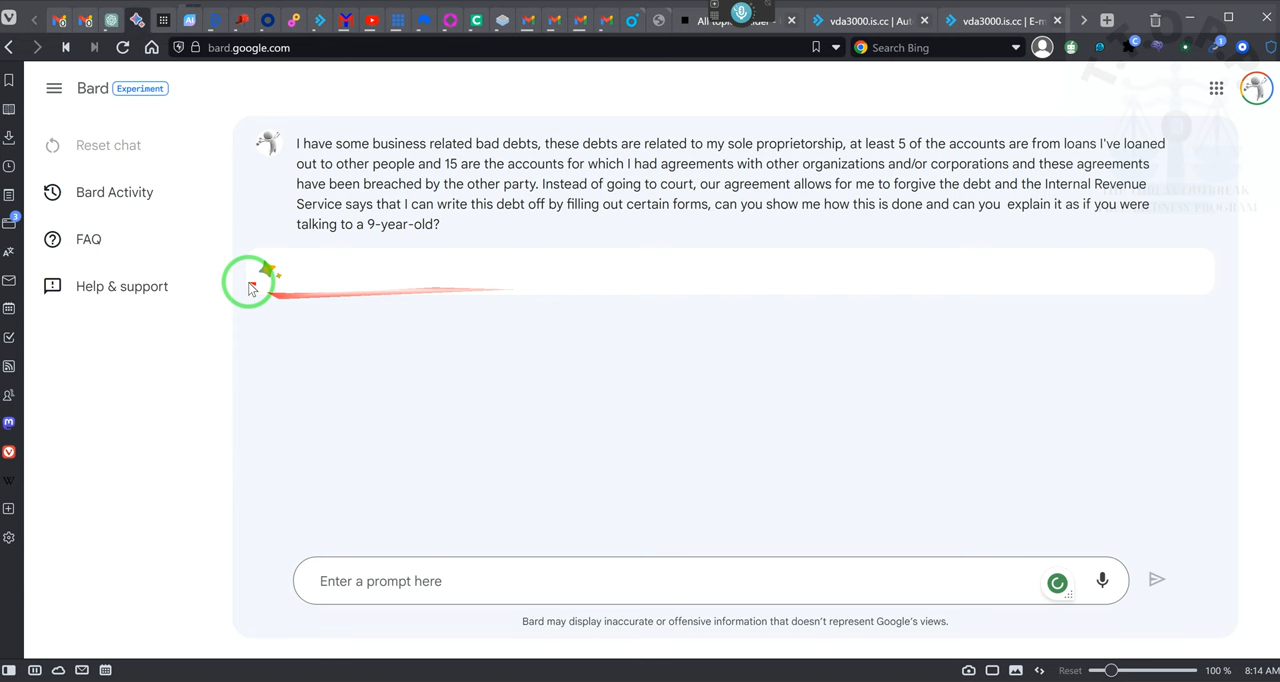 All to
vda3000.is.cc | Aut
vda3000.is.cc | E-m
bard.google.com
Search Bing
C
1
Bard Experiment
Reset chat
Bard Activity
FAQ
Help & support
3
I have some business related bad debts, these debts are related to my sole proprietorship, at least 5 of the accounts are from loans I've loaned
out to other people and 15 are the accounts for which I had agreements with other organizations and/or corporations and these agreements
have been breached by the other party. Instead of going to court, our agreement allows for me to forgive the debt and the Internal Revenue
Service says that I can write this debt off by filling out certain forms, can you show me how this is done and can you explain it as if you were
talking to a 9-year-old?
Enter a prompt here
Bard may display inaccurate or offensive information that doesn't represent Google's views.
Reset
100 %
8:14 AM